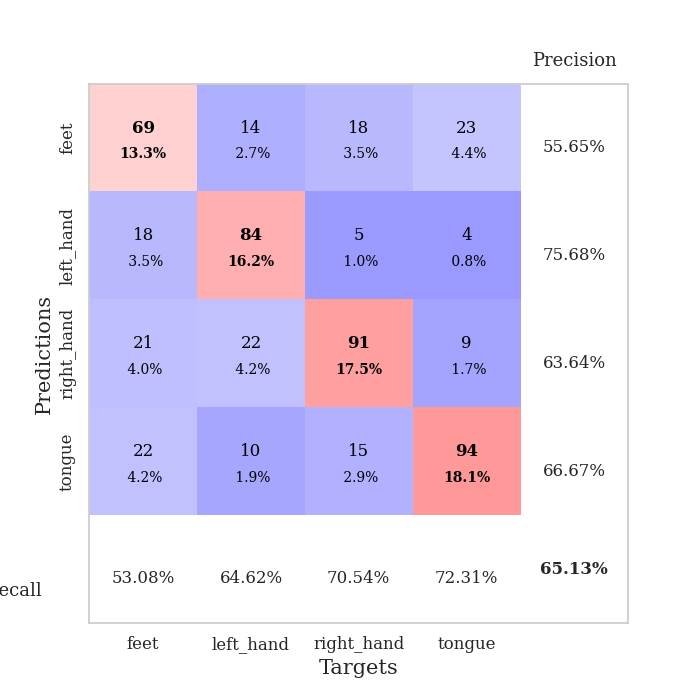 Precision
feet
69 14 18 23
13.3% 2.7% 3.5% 4.4%
55.65%
left_hand
18 84 5 4
3.5% 16.2% 1.0% 0.8%
75.68%
Predictions
right_hand
21 22 91 9
4.0% 4.2% 17.5% 1.7%
63.64%
tongue
22 10 15 94
4.2% 1.9% 2.9% 18.1%
66.67%
ecall
53.08% 64.62% 70.54% 72.31%
65.13%
feet left_hand right_hand tongue
Targets